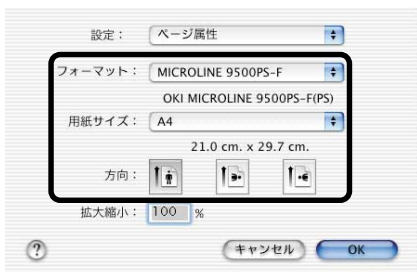 設定： ページ属性
フォーマット： MICROLINE 9500PS-F
OKI MICROLINE 9500PS-F(PS)
用紙サイズ： A4
21.0 cm. x 29.7 cm.
方向：
拡大縮小： 100 %
? キャンセル OK